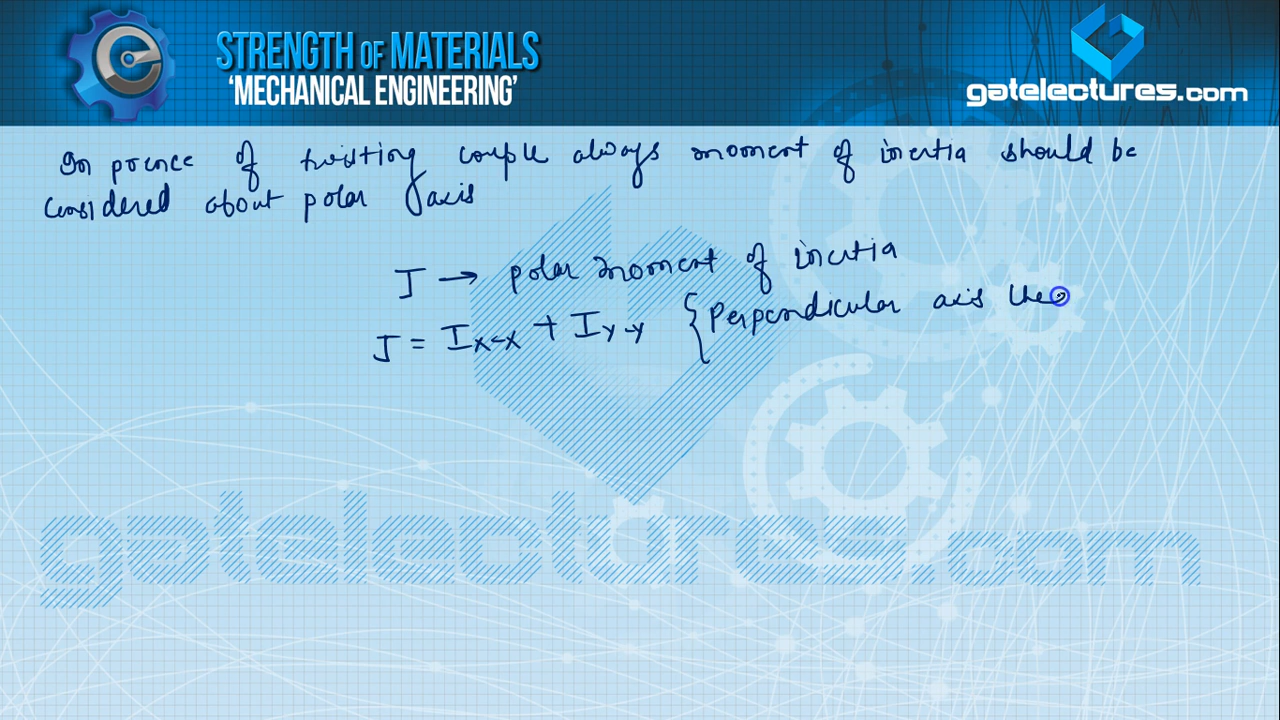 STRENGTH OF MATERIALS
'MECHANICAL ENGINEERING'
gatelectures.com
In prcence of twisting couple always moment of inertia should be
considered about polar axis
J → polar moment of inertia
J = Ix-x + Iy-y { Perpendicular axis theo
gatelectures.com